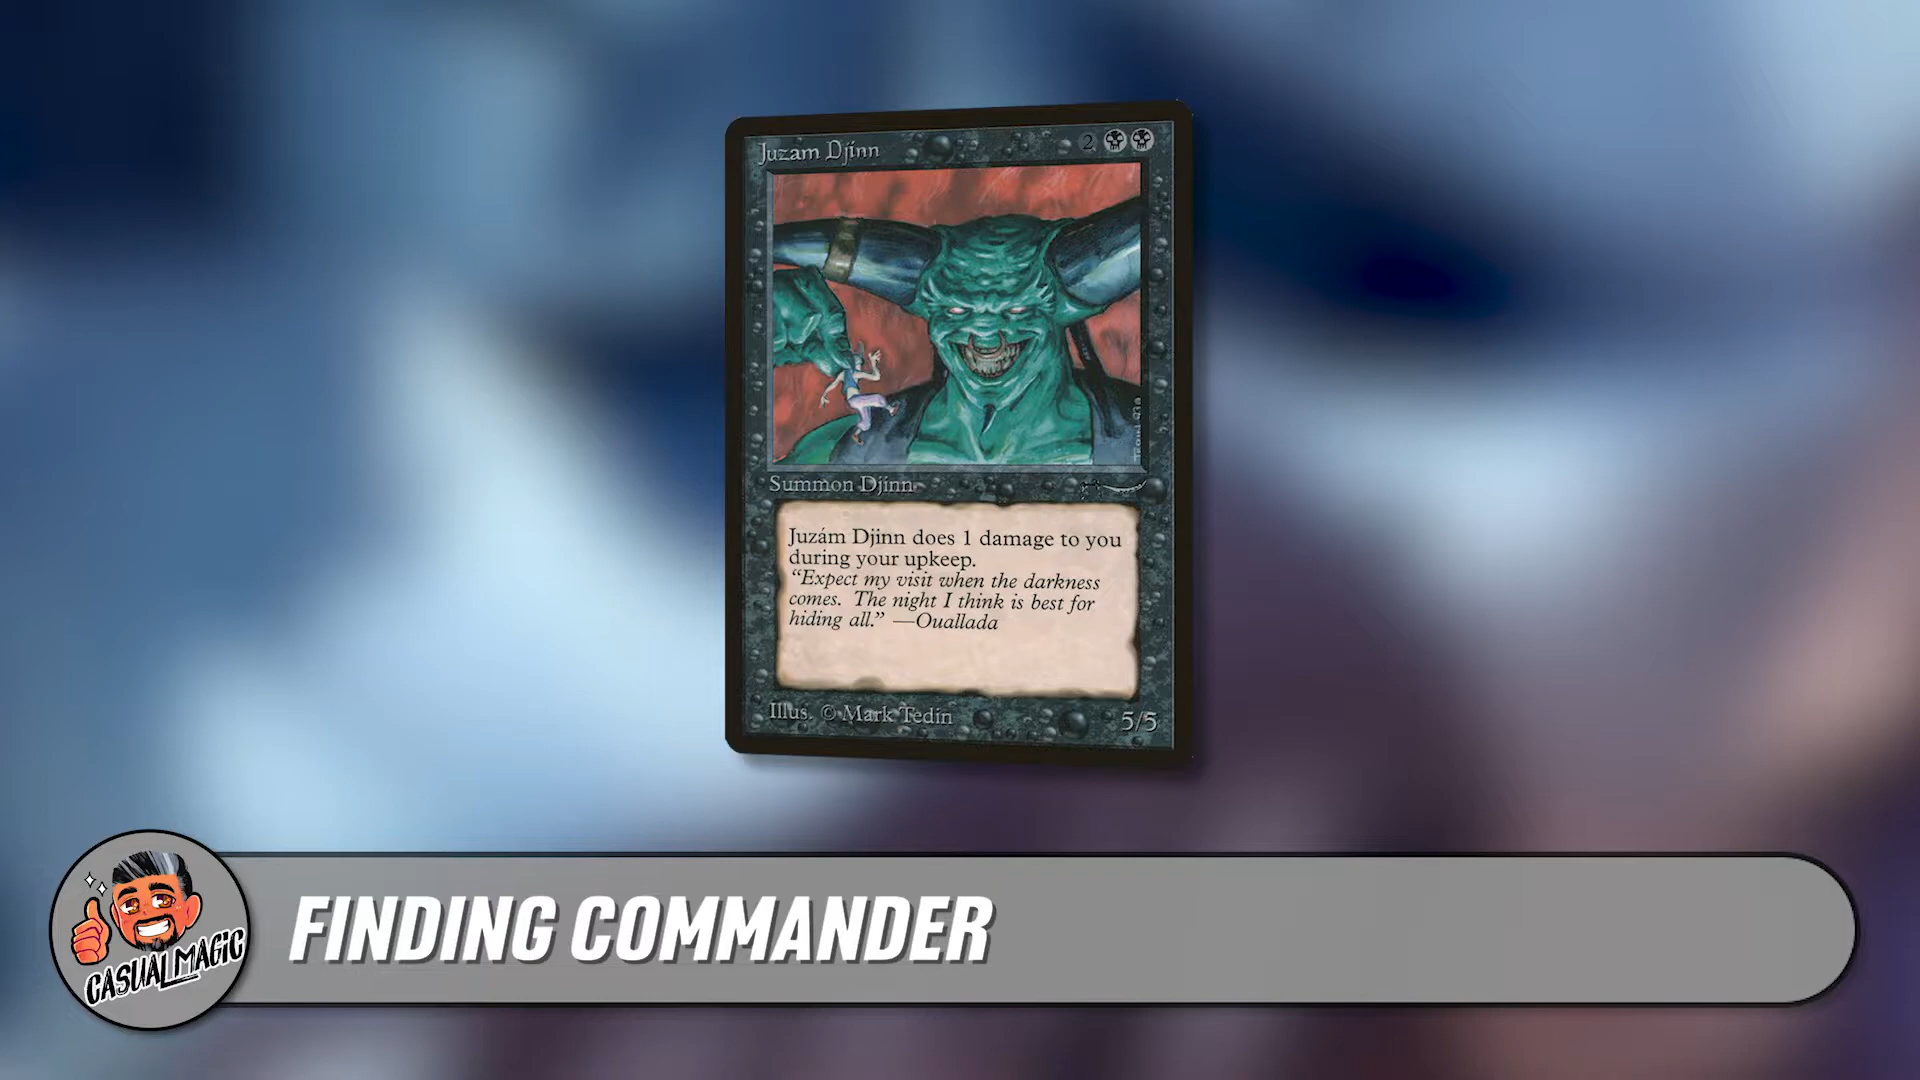 Juzám Djinn 2
Summon Djinn
Juzám Djinn does 1 damage to you
during your upkeep.
“Expect my visit when the darkness
comes. The night I think is best for
hiding all.” —Ouallada
Illus. © Mark Tedin 5/5
CASUAL MAGIC
FINDING COMMANDER